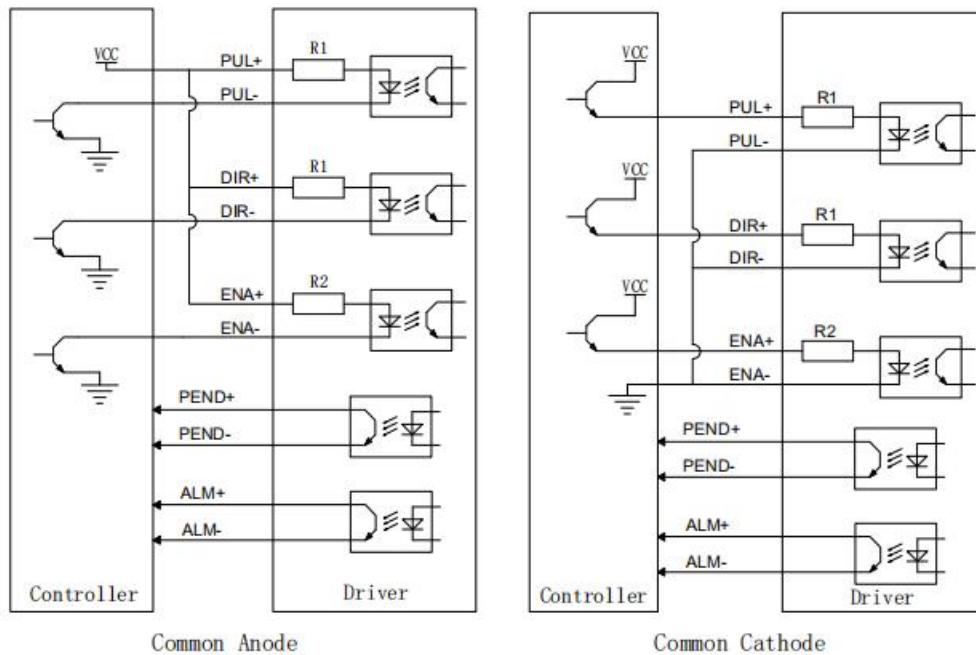 VCC
PUL+
R1
PUL-
DIR+
R1
DIR-
ENA+
R2
ENA-
PEND+
PEND-
ALM+
ALM-
Controller
Driver
Common Anode
VCC
PUL+
R1
PUL-
VCC
DIR+
R1
DIR-
VCC
ENA+
R2
ENA-
PEND+
PEND-
ALM+
ALM-
Controller
Driver
Common Cathode